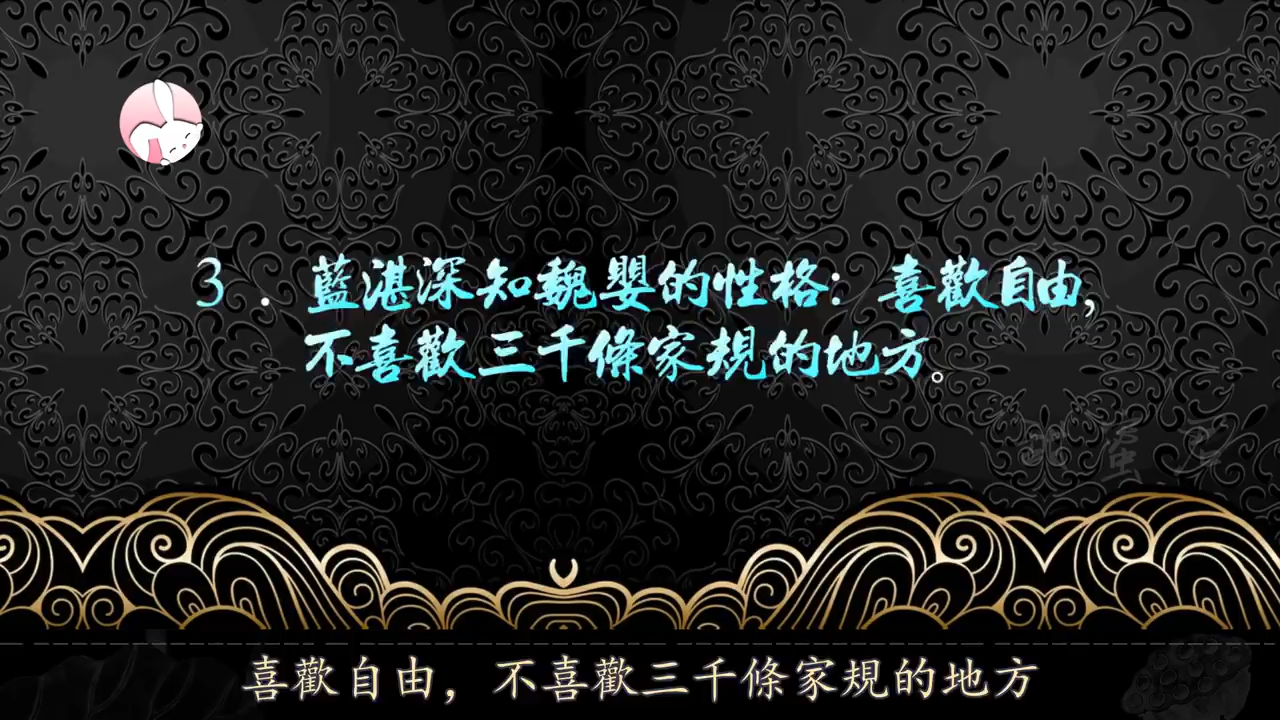 3．藍湛深知魏嬰的性格：喜歡自由，
不喜歡三千條家規的地方。
喜歡自由，不喜歡三千條家規的地方